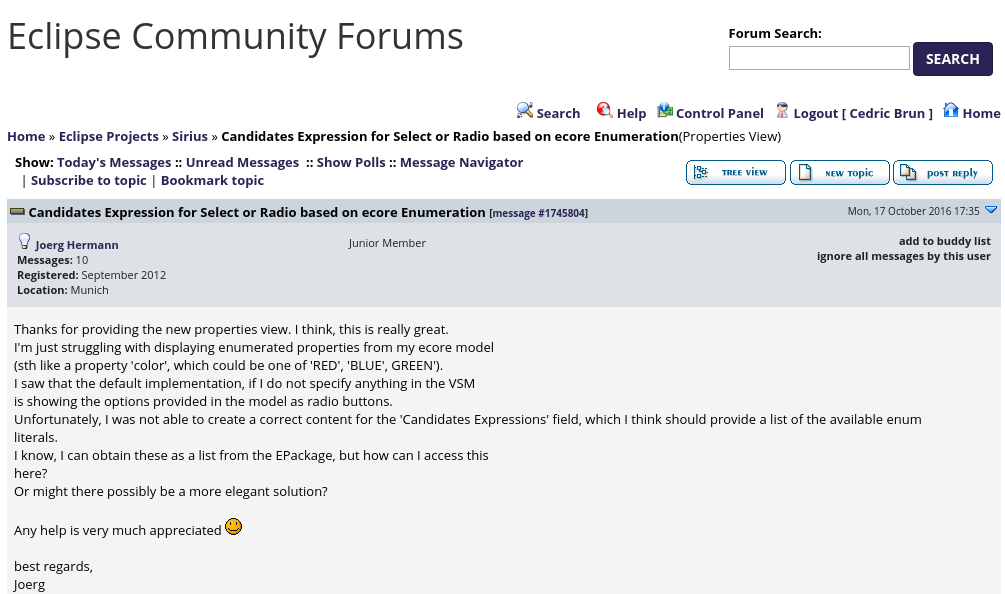 Eclipse Community Forums
Forum Search:
SEARCH
Search Help Control Panel Logout [ Cedric Brun ] Home
Home » Eclipse Projects » Sirius » Candidates Expression for Select or Radio based on ecore Enumeration(Properties View)
Show: Today's Messages :: Unread Messages :: Show Polls :: Message Navigator
| Subscribe to topic | Bookmark topic
TREE VIEW NEW TOPIC POST REPLY
Candidates Expression for Select or Radio based on ecore Enumeration [message #1745804] Mon, 17 October 2016 17:35
Joerg Hermann Junior Member add to buddy list
Messages: 10 ignore all messages by this user
Registered: September 2012
Location: Munich
Thanks for providing the new properties view. I think, this is really great.
I'm just struggling with displaying enumerated properties from my ecore model
(sth like a property 'color', which could be one of 'RED', 'BLUE', GREEN').
I saw that the default implementation, if I do not specify anything in the VSM
is showing the options provided in the model as radio buttons.
Unfortunately, I was not able to create a correct content for the 'Candidates Expressions' field, which I think should provide a list of the available enum
literals.
I know, I can obtain these as a list from the EPackage, but how can I access this
here?
Or might there possibly be a more elegant solution?
Any help is very much appreciated
best regards,
Joerg